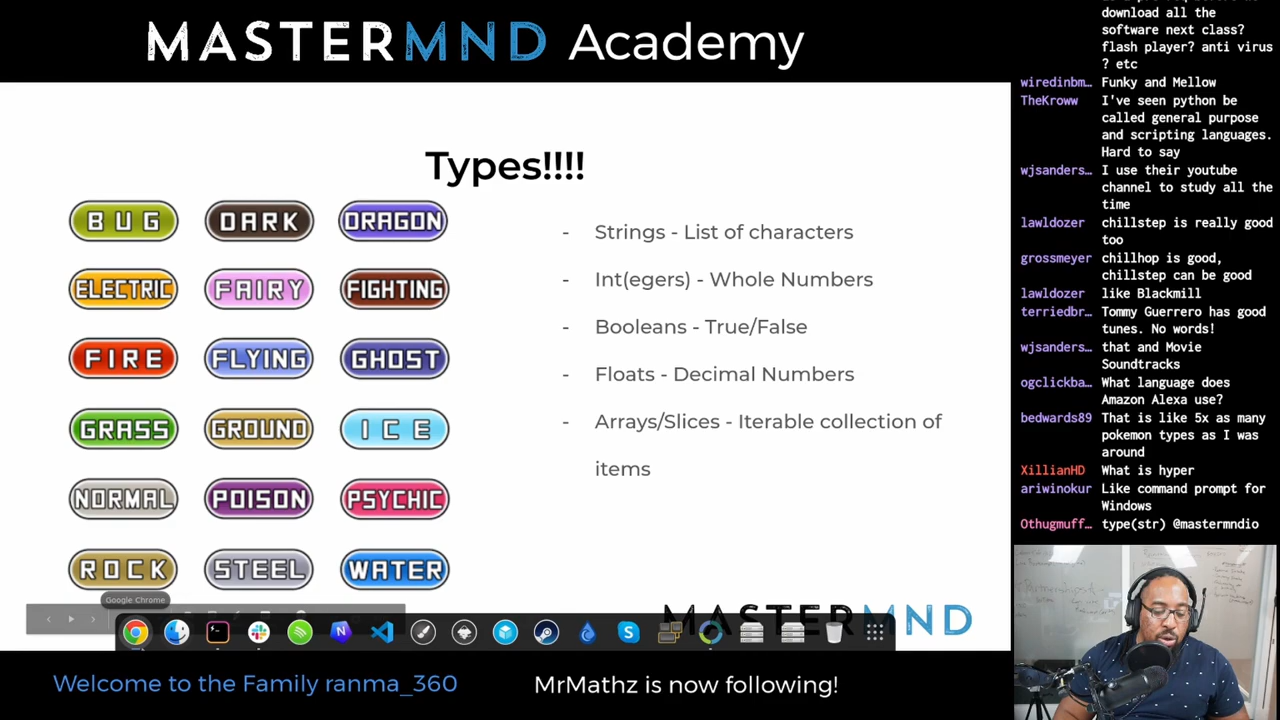 MASTERMND Academy
Types!!!!
BUG DARK DRAGON
ELECTRIC FAIRY FIGHTING
FIRE FLYING GHOST
GRASS GROUND ICE
NORMAL POISON PSYCHIC
ROCK STEEL WATER
- Strings - List of characters
- Int(egers) - Whole Numbers
- Booleans - True/False
- Floats - Decimal Numbers
- Arrays/Slices - Iterable collection of
items
Google Chrome
MASTERMND
Welcome to the Family ranma_360
MrMathz is now following!
download all the
software next class?
flash player? anti virus
? etc
wiredinbm… Funky and Mellow
TheKroww I've seen python be
called general purpose
and scripting languages.
Hard to say
wjsanders… I use their youtube
channel to study all the
time
lawldozer chillstep is really good
too
grossmeyer chillhop is good,
chillstep can be good
lawldozer like Blackmill
terriedbr… Tommy Guerrero has good
tunes. No words!
wjsanders… that and Movie
Soundtracks
ogclickba… What language does
Amazon Alexa use?
bedwards89 That is like 5x as many
pokemon types as I was
around
XillianHD What is hyper
ariwinokur Like command prompt for
Windows
Othugmuff… type(str) @mastermndio